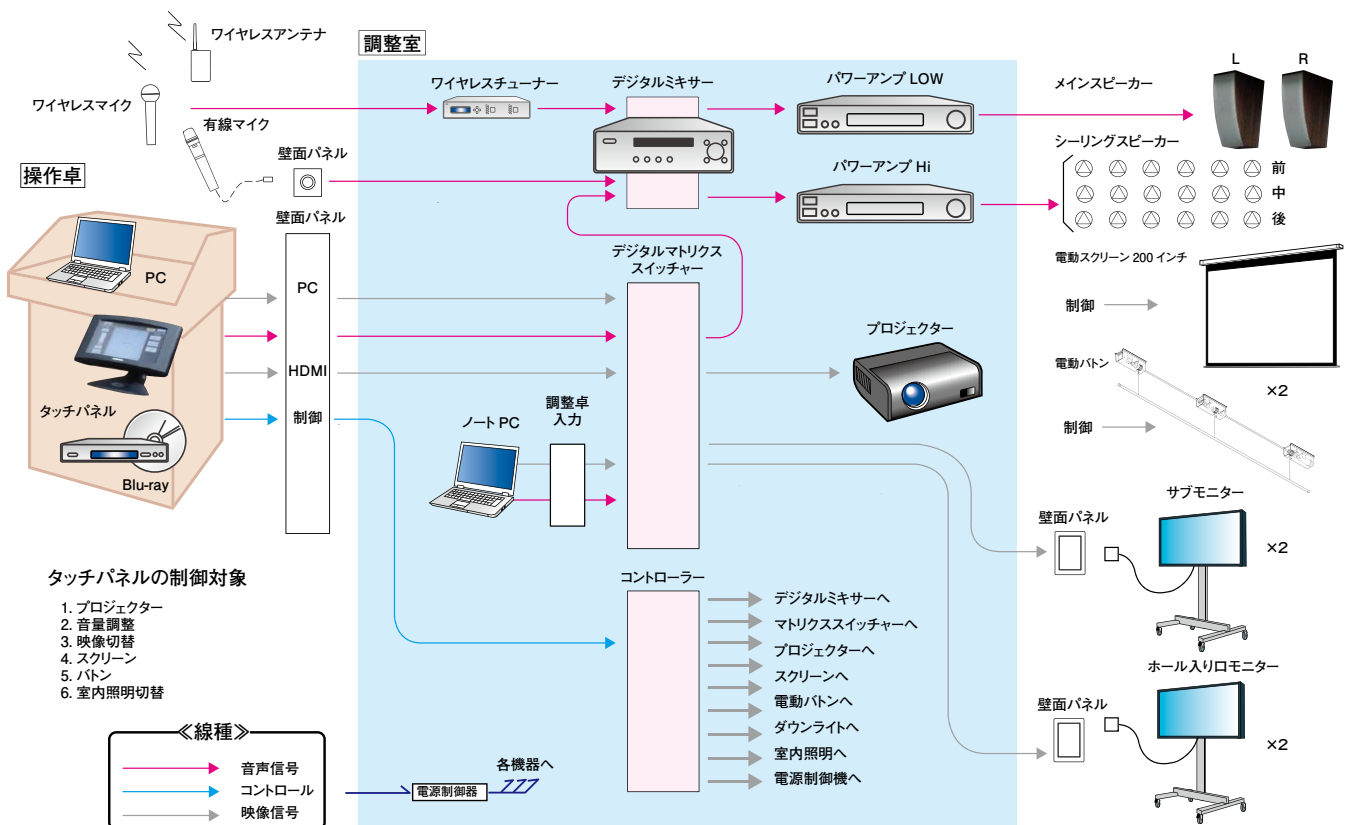 ワイヤレスアンテナ
調整室
ワイヤレスマイク
有線マイク
壁面パネル
操作卓
壁面パネル
PC
PC
HDMI
タッチパネル
制御
Blu-ray
ワイヤレスチューナー
デジタルミキサー
パワーアンプ LOW
パワーアンプ Hi
デジタルマトリクス
スイッチャー
プロジェクター
ノート PC
調整卓
入力
コントローラー
デジタルミキサーへ
マトリクススイッチャーへ
プロジェクターへ
スクリーンへ
電動バトンへ
ダウンライトへ
室内照明へ
電源制御機へ
各機器へ
電源制御器
メインスピーカー
L
R
シーリングスピーカー
前
中
後
電動スクリーン 200 インチ
制御
×2
電動バトン
制御
サブモニター
壁面パネル
×2
ホール入り口モニター
壁面パネル
×2
タッチパネルの制御対象
1. プロジェクター
2. 音量調整
3. 映像切替
4. スクリーン
5. バトン
6. 室内照明切替
≪線種≫
音声信号
コントロール
映像信号